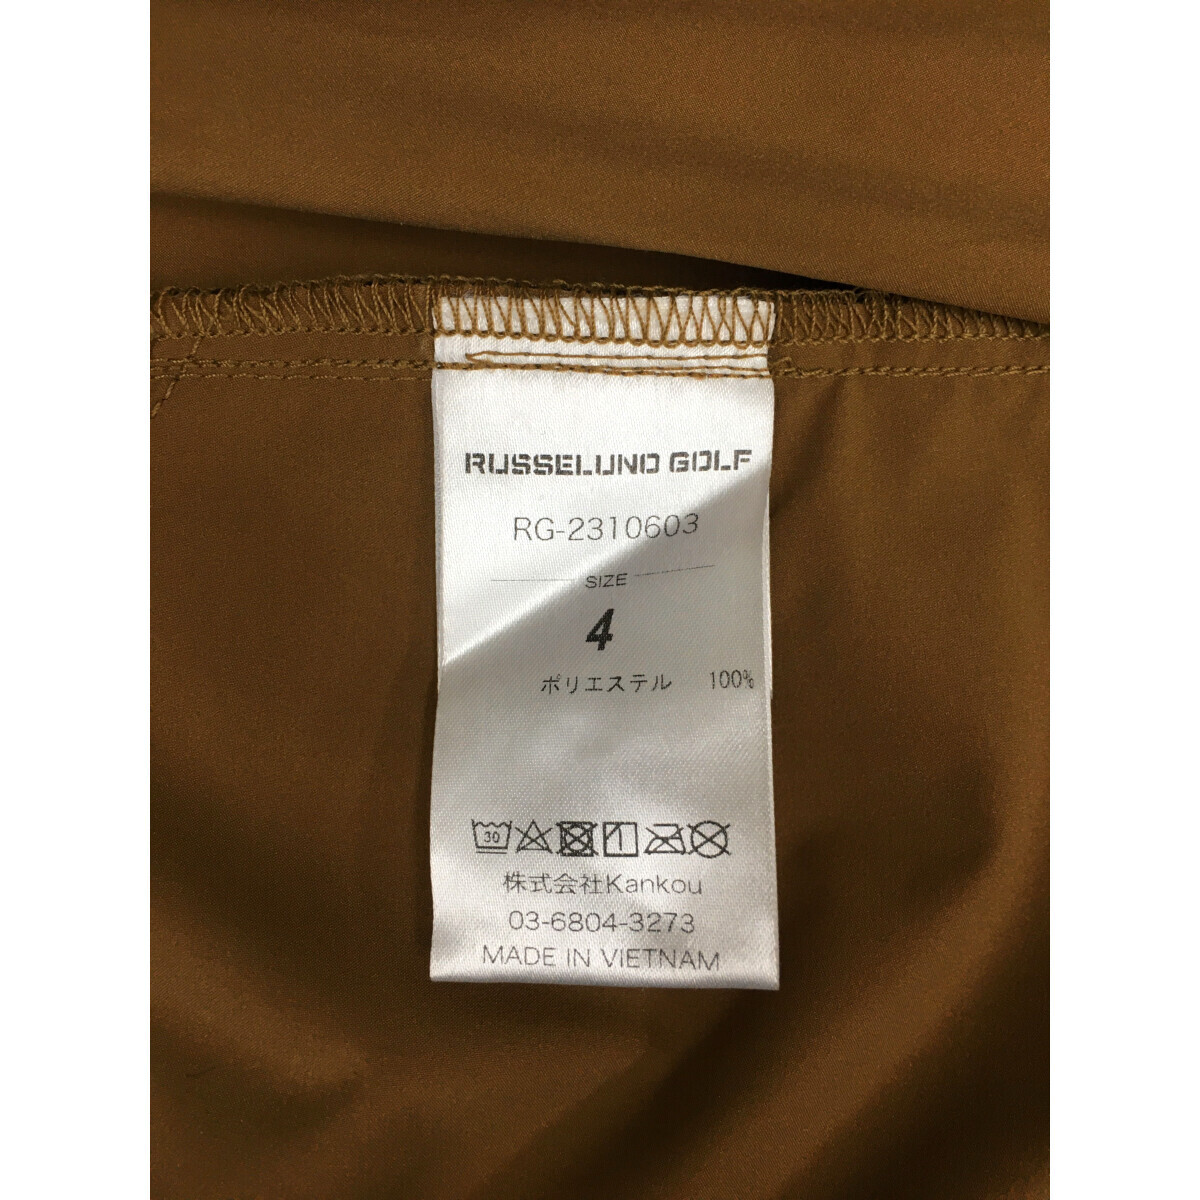 RUSSELUNO GOLF
RG-2310603
SIZE
4
ポリエステル 100%
30
株式会社Kankou
03-6804-3273
MADE IN VIETNAM